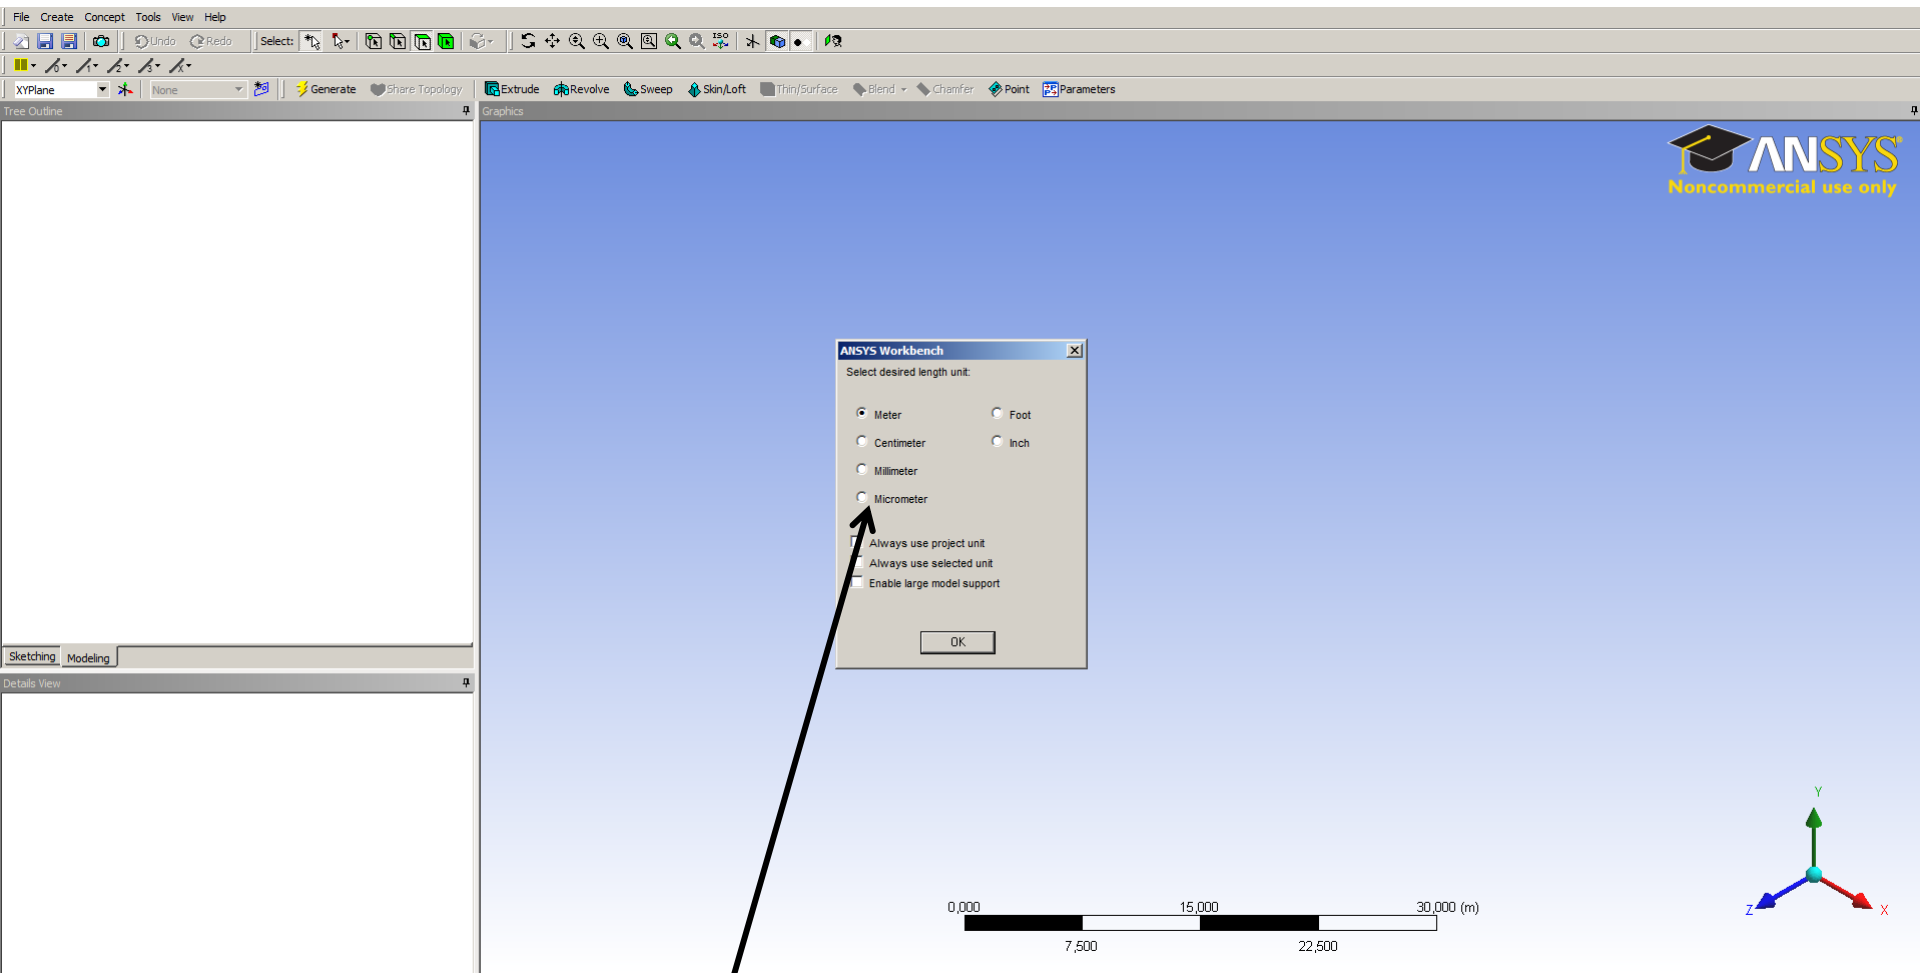 File Create Concept Tools View Help
Undo Redo Select: ISO
XYPlane None Generate Share Topology Extrude Revolve Sweep Skin/Loft Thin/Surface Blend Chamfer Point Parameters
Tree Outline
Graphics
ANSYS
Noncommercial use only
ANSYS Workbench
Select desired length unit:
Meter Foot
Centimeter Inch
Millimeter
Micrometer
Always use project unit
Always use selected unit
Enable large model support
OK
Sketching Modeling
Details View
0,000 15,000 30,000 (m)
7,500 22,500
Y
Z X